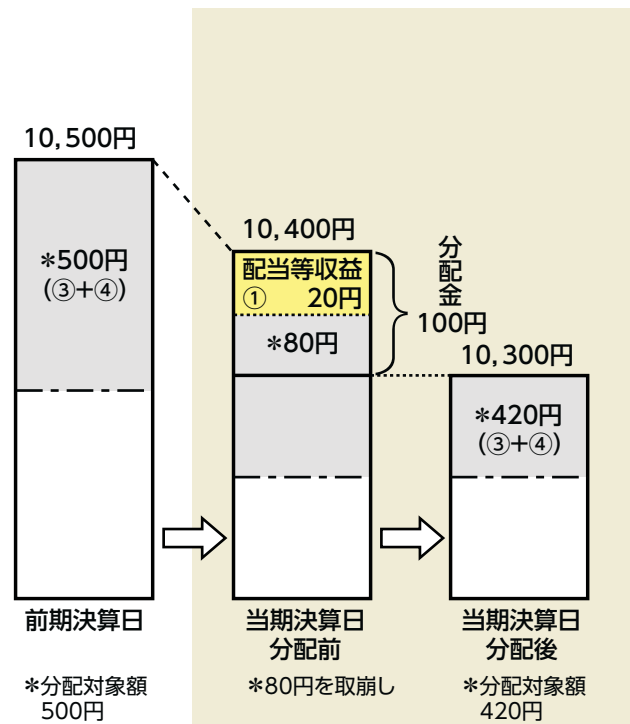 10,500円
*500円
(③+④)
前期決算日
*分配対象額
500円
10,400円
配当等収益
① 20円
*80円
分配金
100円
当期決算日
分配前
*80円を取崩し
10,300円
*420円
(③+④)
当期決算日
分配後
*分配対象額
420円